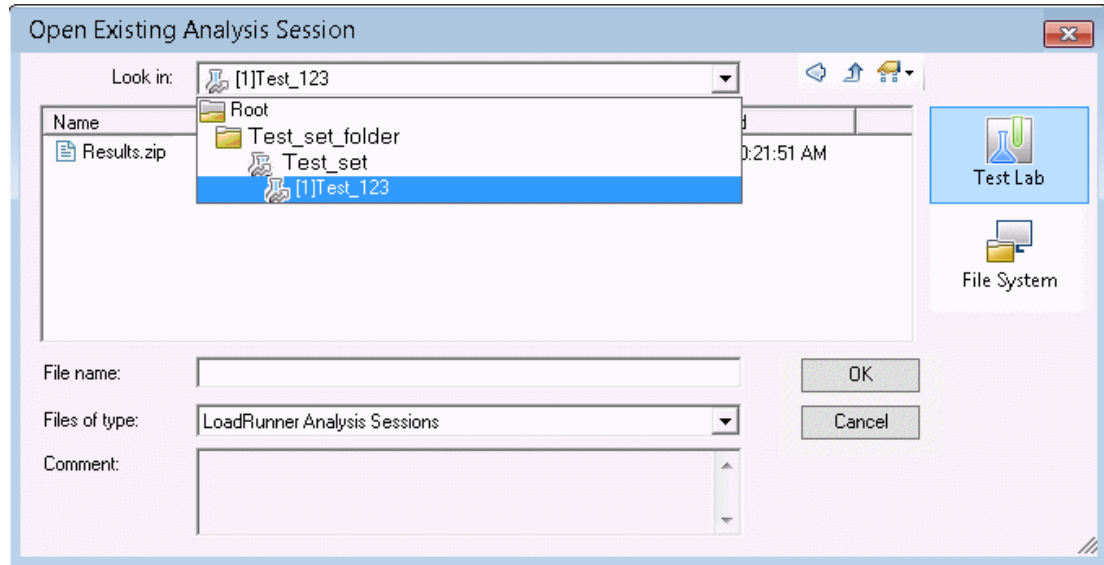 Open Existing Analysis Session
Look in: [1]Test_123
Root
Name
Test_set_folder
Results.zip
0:21:51 AM
Test_set
[1]Test_123
Test Lab
File System
File name:
OK
Files of type: LoadRunner Analysis Sessions
Cancel
Comment: